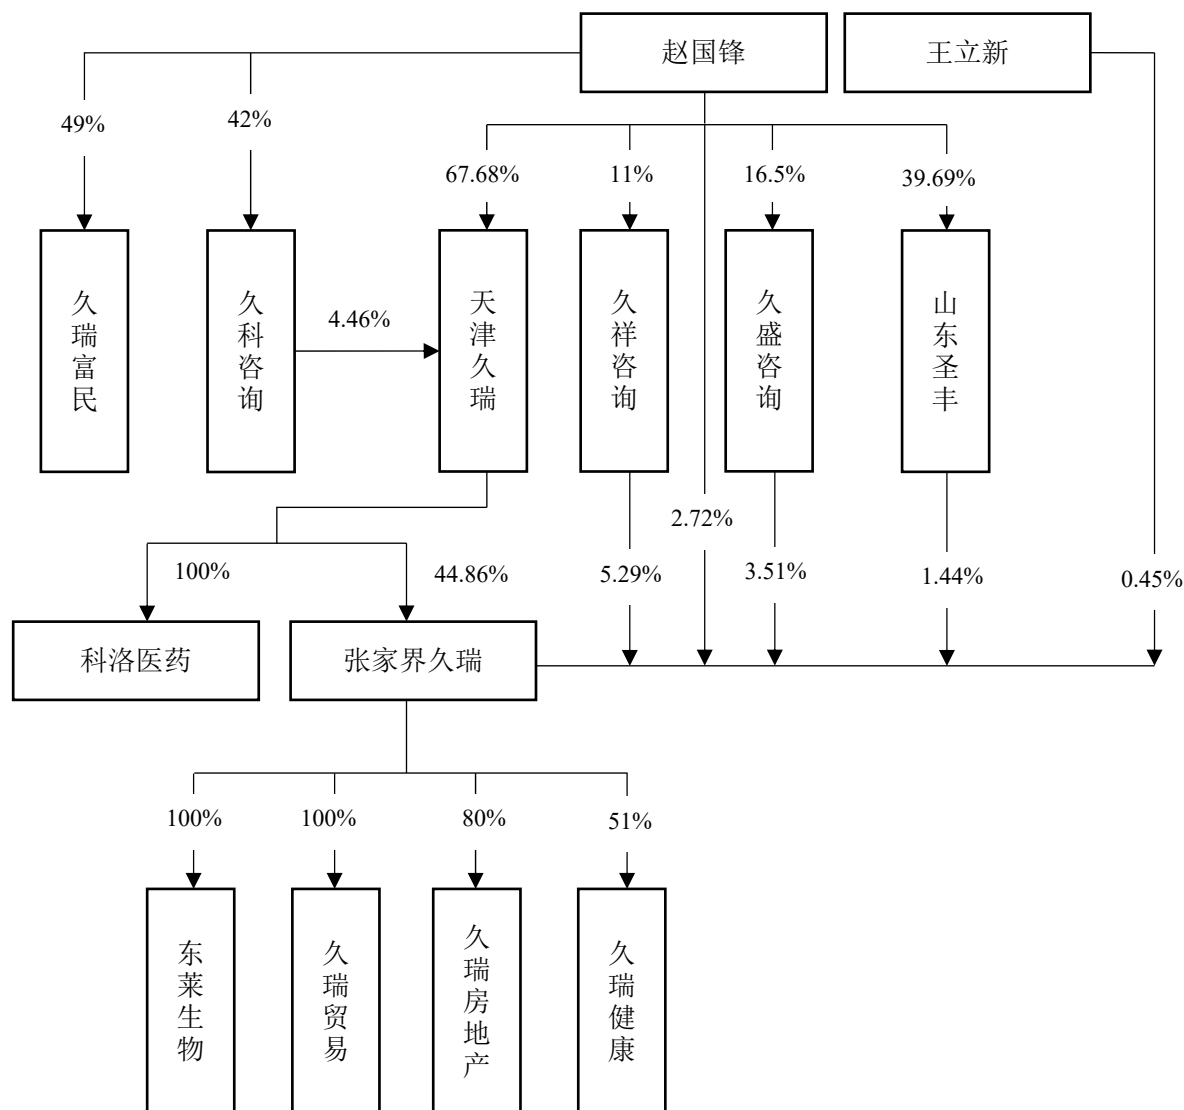 赵国锋
王立新
49%
42%
67.68%
11%
16.5%
39.69%
久瑞富民
久科咨询
4.46%
天津久瑞
久祥咨询
久盛咨询
山东圣丰
2.72%
100%
44.86%
5.29%
3.51%
1.44%
0.45%
科洛医药
张家界久瑞
100%
100%
80%
51%
东莱生物
久瑞贸易
久瑞房地产
久瑞健康